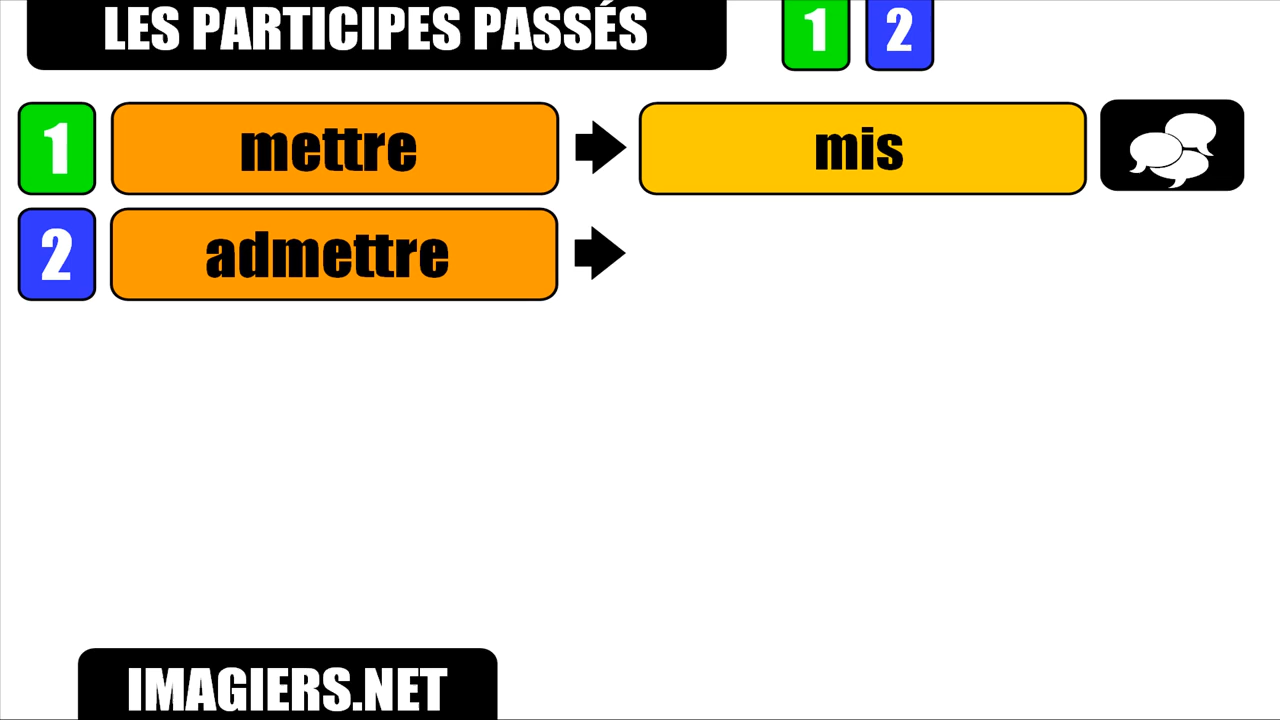 LES PARTICIPES PASSÉS 1 2
1 mettre mis
2 admettre
IMAGIERS.NET